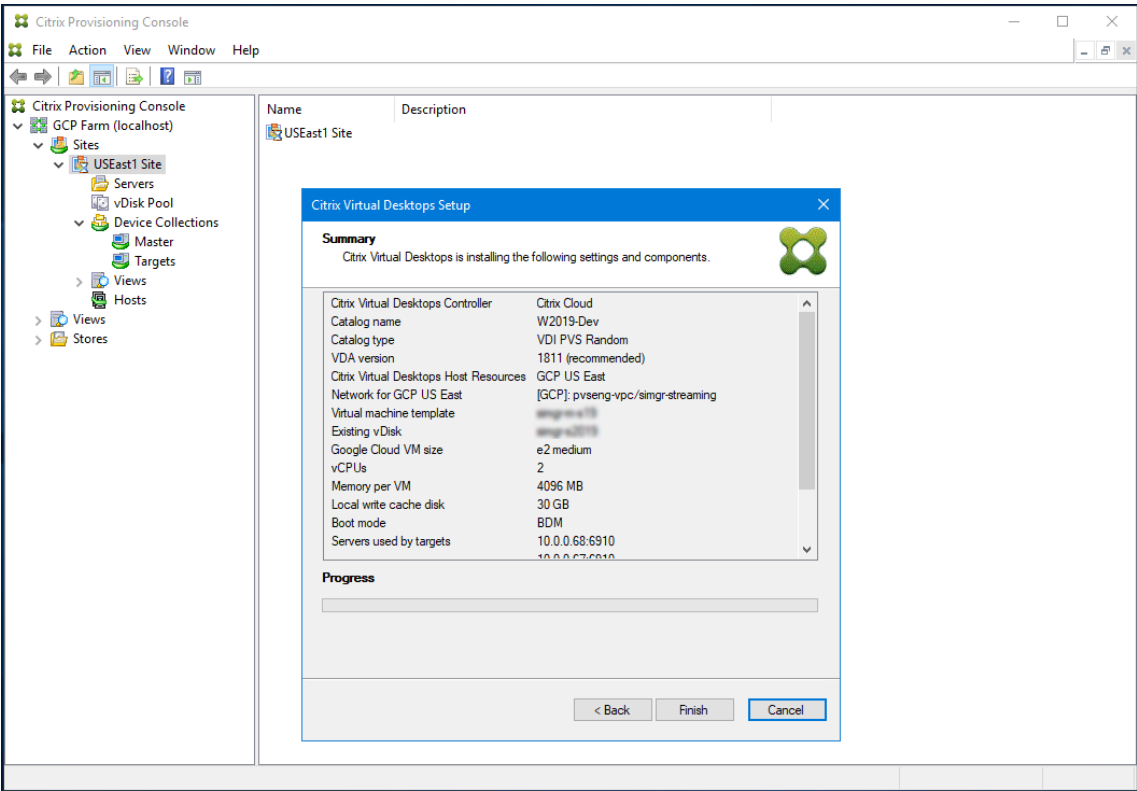 Citrix Provisioning Console
File Action View Window Help
Citrix Provisioning Console
GCP Farm (localhost)
Sites
USEast1 Site
Servers
vDisk Pool
Device Collections
Master
Targets
Views
Hosts
Views
Stores
Name Description
USEast1 Site
Citrix Virtual Desktops Setup
Summary
Citrix Virtual Desktops is installing the following settings and components.
Citrix Virtual Desktops Controller Citrix Cloud
Catalog name W2019-Dev
Catalog type VDI PVS Random
VDA version 1811 (recommended)
Citrix Virtual Desktops Host Resources GCP US East
Network for GCP US East [GCP]: pvseng-vpc/simgr-streaming
Virtual machine template
Existing vDisk
Google Cloud VM size e2 medium
vCPUs 2
Memory per VM 4096 MB
Local write cache disk 30 GB
Boot mode BDM
Servers used by targets 10.0.0.68:6910
10.0.0.67:6910
Progress
< Back Finish Cancel